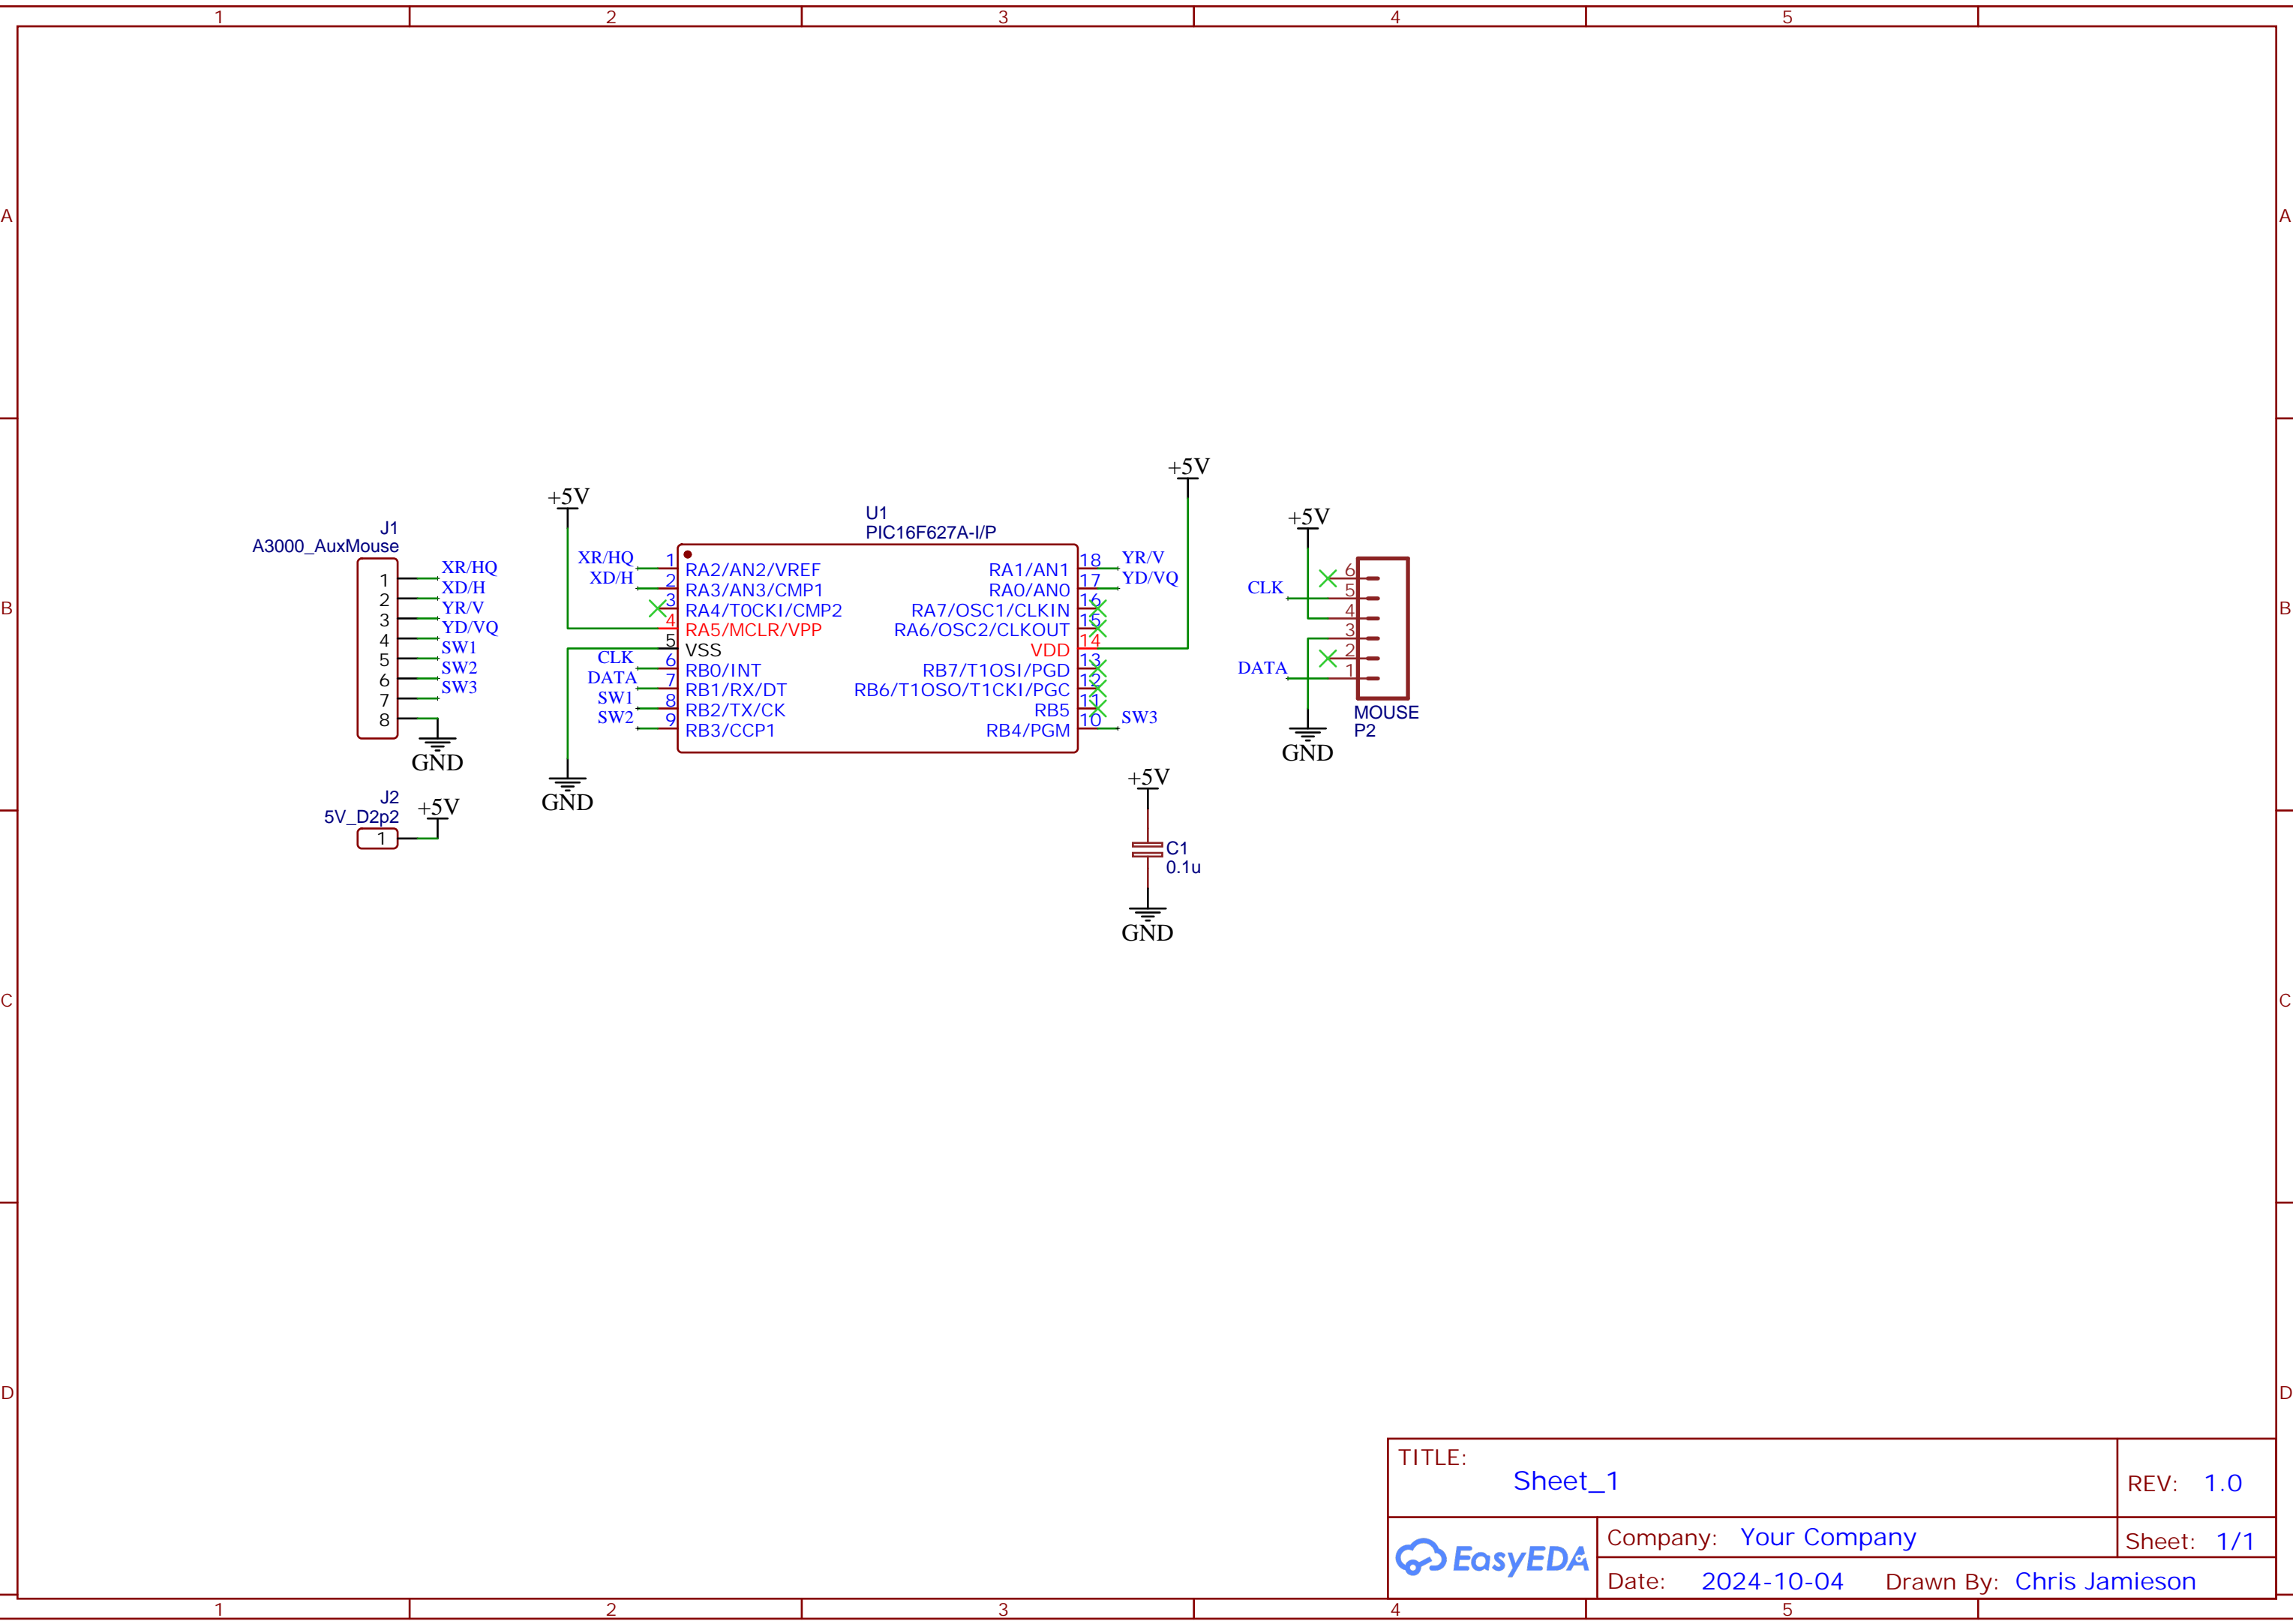 1 2 3 4 5
A A
B B
C C
D D
J1
A3000_AuxMouse
1 XR/HQ
2 XD/H
3 YR/V
4 YD/VQ
5 SW1
6 SW2
7 SW3
8
GND
J2
5V_D2p2
+5V
1
+5V
GND
U1
PIC16F627A-I/P
XR/HQ 1 RA2/AN2/VREF
XD/H 2 RA3/AN3/CMP1
3 RA4/T0CKI/CMP2
4 RA5/MCLR/VPP
5 VSS
CLK 6 RB0/INT
DATA 7 RB1/RX/DT
SW1 8 RB2/TX/CK
SW2 9 RB3/CCP1
RA1/AN1 18 YR/V
RA0/AN0 17 YD/VQ
RA7/OSC1/CLKIN 16
RA6/OSC2/CLKOUT 15
VDD 14
RB7/T1OSI/PGD 13
RB6/T1OSO/T1CKI/PGC 12
RB5 11
RB4/PGM 10 SW3
+5V
+5V
C1
0.1u
GND
+5V
6
CLK 5
4
3
2
DATA 1
MOUSE
P2
GND
TITLE:
Sheet_1
REV: 1.0
EasyEDA
Company: Your Company
Sheet: 1/1
Date: 2024-10-04 Drawn By: Chris Jamieson
1 2 3 4 5